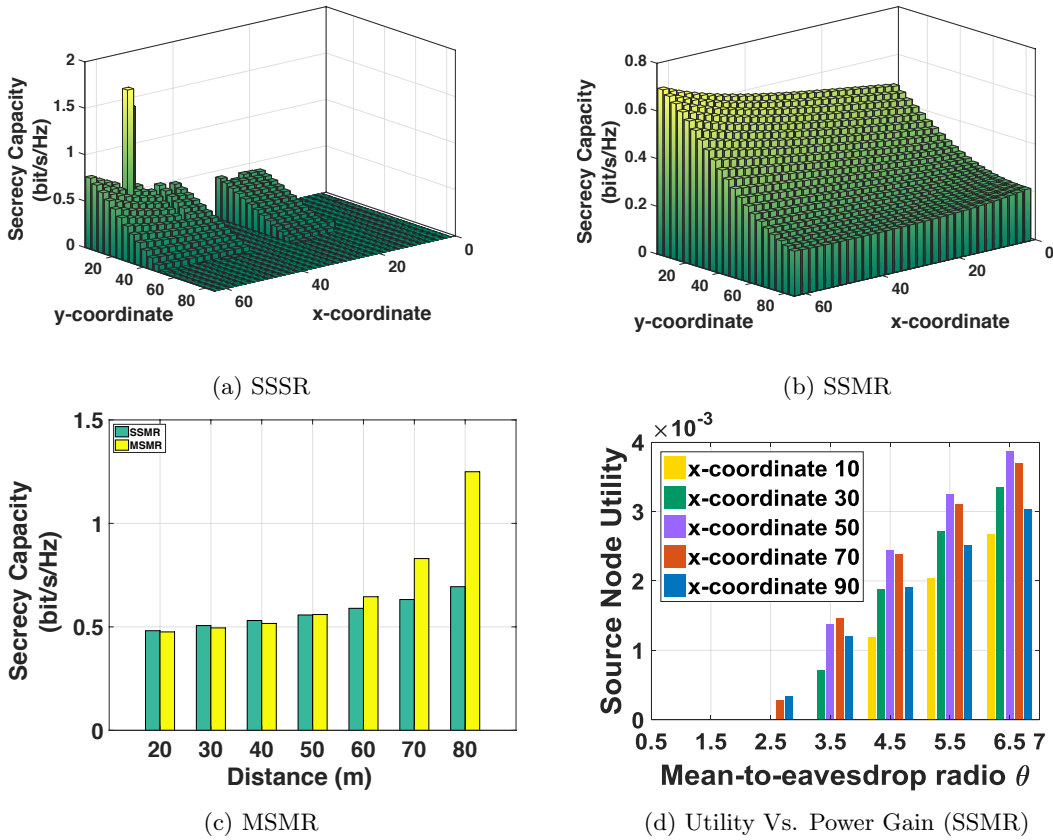 2
1.5
1
0.5
0
Secrecy Capacity
(bit/s/Hz)
20
40
60
80
y-coordinate
60
40
20
0
x-coordinate
(a) SSSR
0.8
0.6
0.4
0.2
0
Secrecy Capacity
(bit/s/Hz)
20
40
60
80
y-coordinate
60
40
20
0
x-coordinate
(b) SSMR
1.5
1
0.5
0
Secrecy Capacity
(bit/s/Hz)
SSMR
MSMR
20 30 40 50 60 70 80
Distance (m)
(c) MSMR
×10⁻³
4
3
2
1
0
Source Node Utility
x-coordinate 10
x-coordinate 30
x-coordinate 50
x-coordinate 70
x-coordinate 90
0.5 1.5 2.5 3.5 4.5 5.5 6.5 7
Mean-to-eavesdrop radio θ
(d) Utility Vs. Power Gain (SSMR)